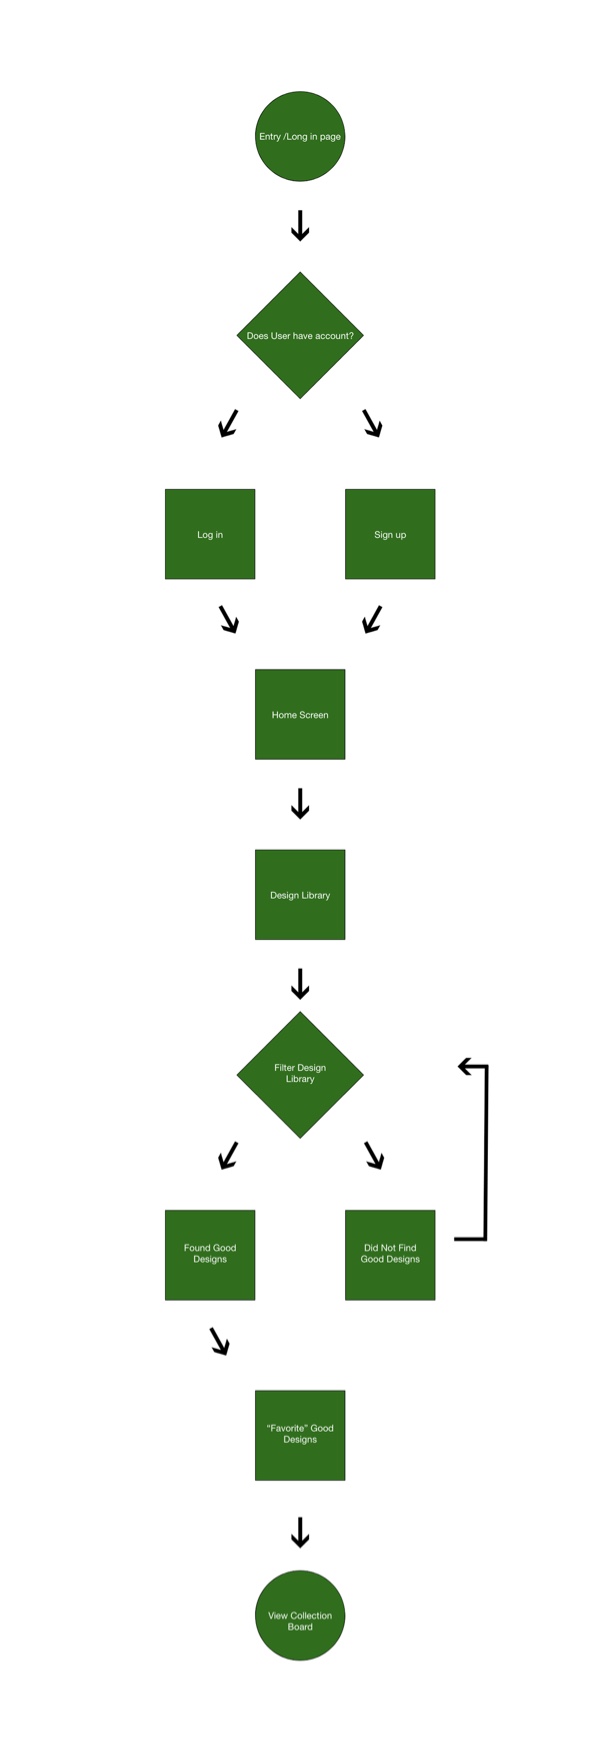 Entry /Long in page
Does User have account?
Log in
Sign up
Home Screen
Design Library
Filter Design
Library
Found Good
Designs
Did Not Find
Good Designs
"Favorite" Good
Designs
View Collection
Board